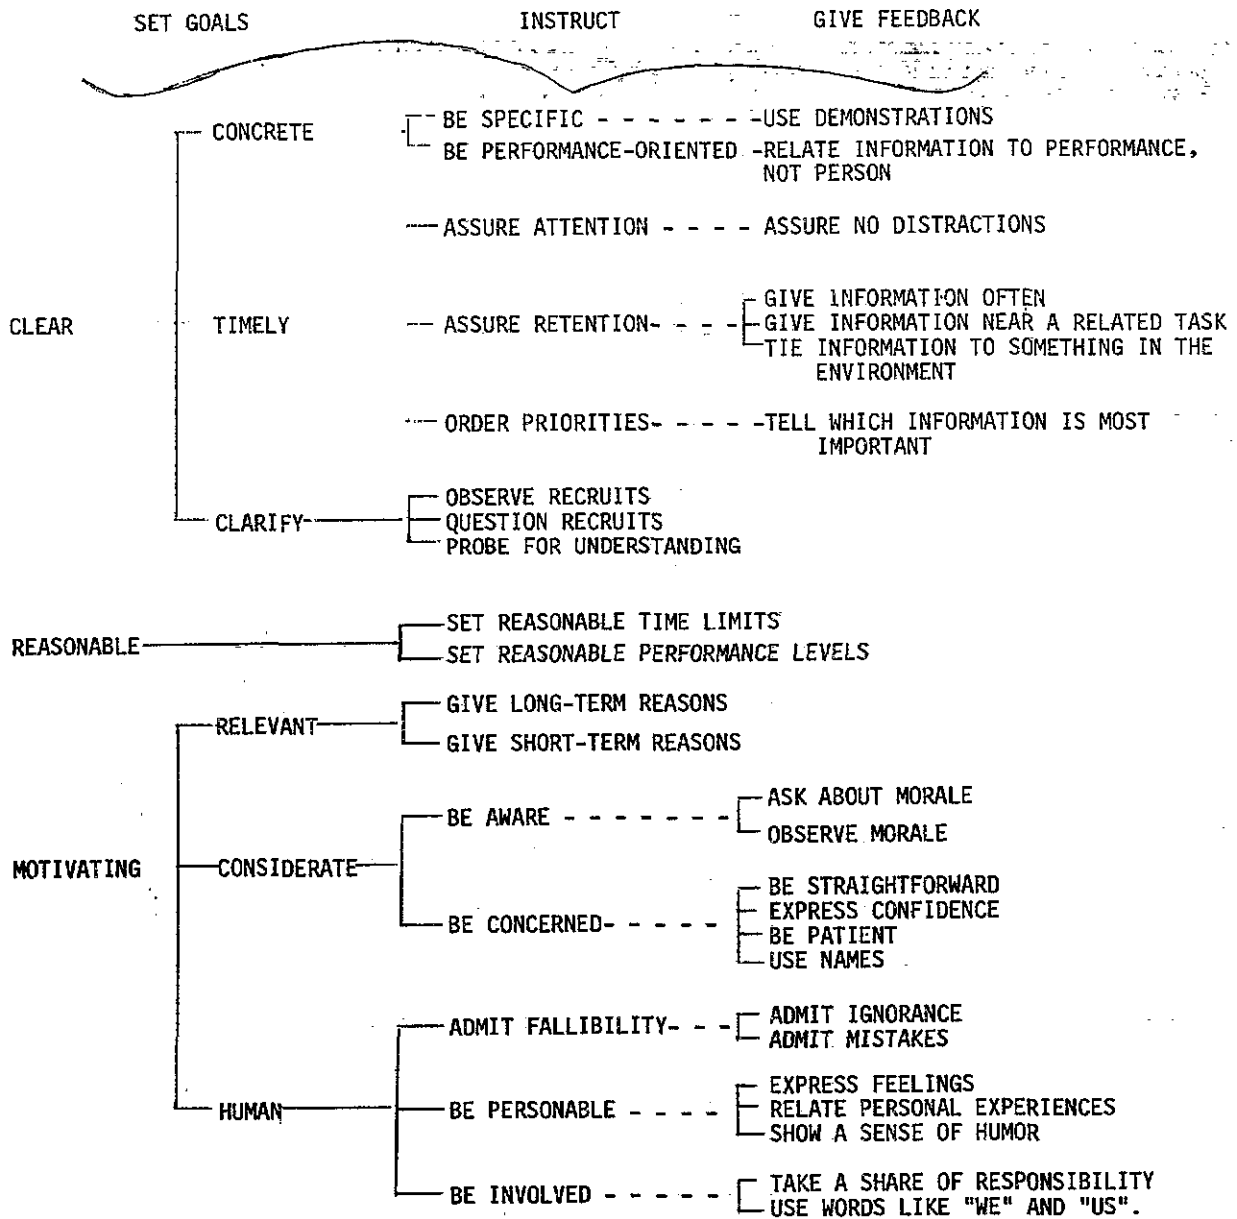 SET GOALS INSTRUCT GIVE FEEDBACK
CONCRETE
BE SPECIFIC - - - - - - - -USE DEMONSTRATIONS
BE PERFORMANCE-ORIENTED -RELATE INFORMATION TO PERFORMANCE,
NOT PERSON
ASSURE ATTENTION - - - - - ASSURE NO DISTRACTIONS
CLEAR TIMELY ASSURE RETENTION
GIVE INFORMATION OFTEN
GIVE INFORMATION NEAR A RELATED TASK
TIE INFORMATION TO SOMETHING IN THE
ENVIRONMENT
ORDER PRIORITIES- - - - - -TELL WHICH INFORMATION IS MOST
IMPORTANT
CLARIFY
OBSERVE RECRUITS
QUESTION RECRUITS
PROBE FOR UNDERSTANDING
REASONABLE
SET REASONABLE TIME LIMITS
SET REASONABLE PERFORMANCE LEVELS
MOTIVATING
RELEVANT
GIVE LONG-TERM REASONS
GIVE SHORT-TERM REASONS
CONSIDERATE
BE AWARE
ASK ABOUT MORALE
OBSERVE MORALE
BE CONCERNED
BE STRAIGHTFORWARD
EXPRESS CONFIDENCE
BE PATIENT
USE NAMES
HUMAN
ADMIT FALLIBILITY
ADMIT IGNORANCE
ADMIT MISTAKES
BE PERSONABLE
EXPRESS FEELINGS
RELATE PERSONAL EXPERIENCES
SHOW A SENSE OF HUMOR
BE INVOLVED
TAKE A SHARE OF RESPONSIBILITY
USE WORDS LIKE "WE" AND "US".